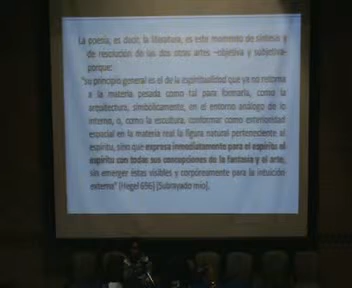 La poesía, es decir, la literatura, es este momento de síntesis y
de resolución de las dos otras artes –objetiva y subjetiva-
porque:
"su principio general es el de la espiritualidad que ya no retorna
a la materia pesada como tal para formarla, como la
arquitectura, simbólicamente, en el entorno análogo de lo
interno, o, como la escultura, conformar como exterioridad
espacial en la materia real la figura natural perteneciente al
espíritu, sino que expresa inmediatamente para el espíritu el
espíritu con todas sus concepciones de la fantasía y el arte,
sin emerger éstas visibles y corpóreamente para la intuición
externa" (Hegel 696) [Subrayado mío].